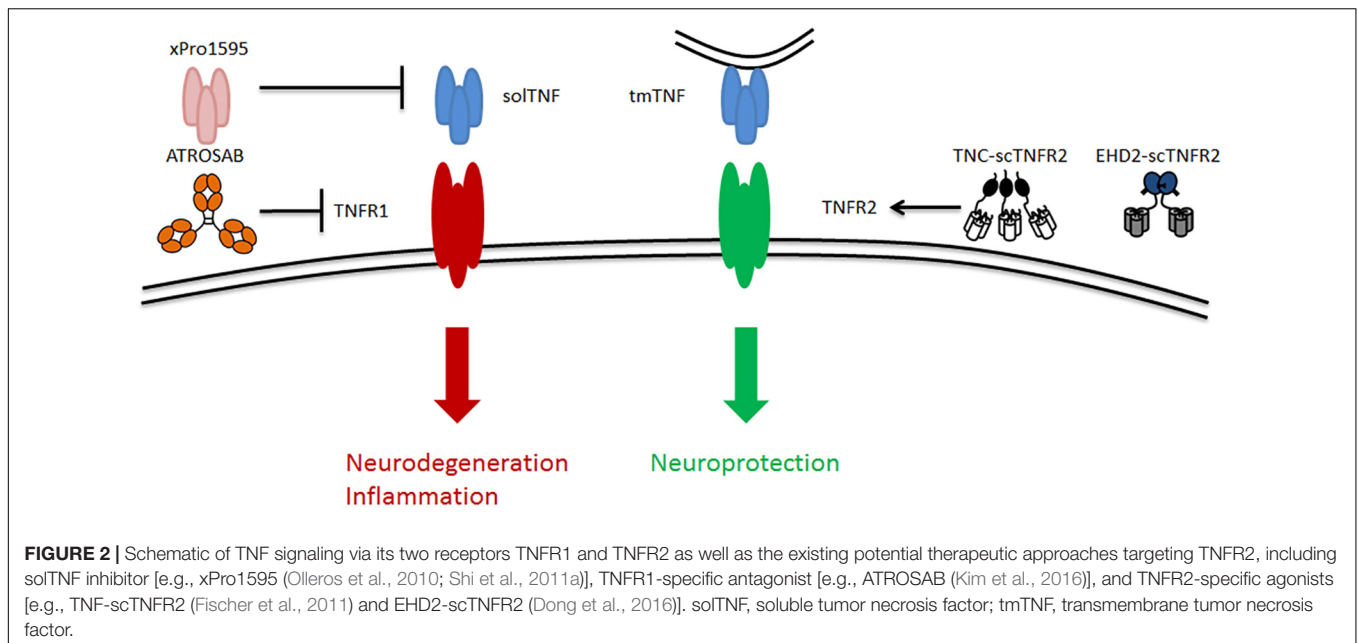 xPro1595
solTNF
tmTNF
ATROSAB
TNFR1
TNC-scTNFR2
EHD2-scTNFR2
TNFR2
Neurodegeneration
Inflammation
Neuroprotection
FIGURE 2 | Schematic of TNF signaling via its two receptors TNFR1 and TNFR2 as well as the existing potential therapeutic approaches targeting TNFR2, including
solTNF inhibitor [e.g., xPro1595 (Olleros et al., 2010; Shi et al., 2011a)], TNFR1-specific antagonist [e.g., ATROSAB (Kim et al., 2016)], and TNFR2-specific agonists
[e.g., TNF-scTNFR2 (Fischer et al., 2011) and EHD2-scTNFR2 (Dong et al., 2016)]. solTNF, soluble tumor necrosis factor; tmTNF, transmembrane tumor necrosis
factor.